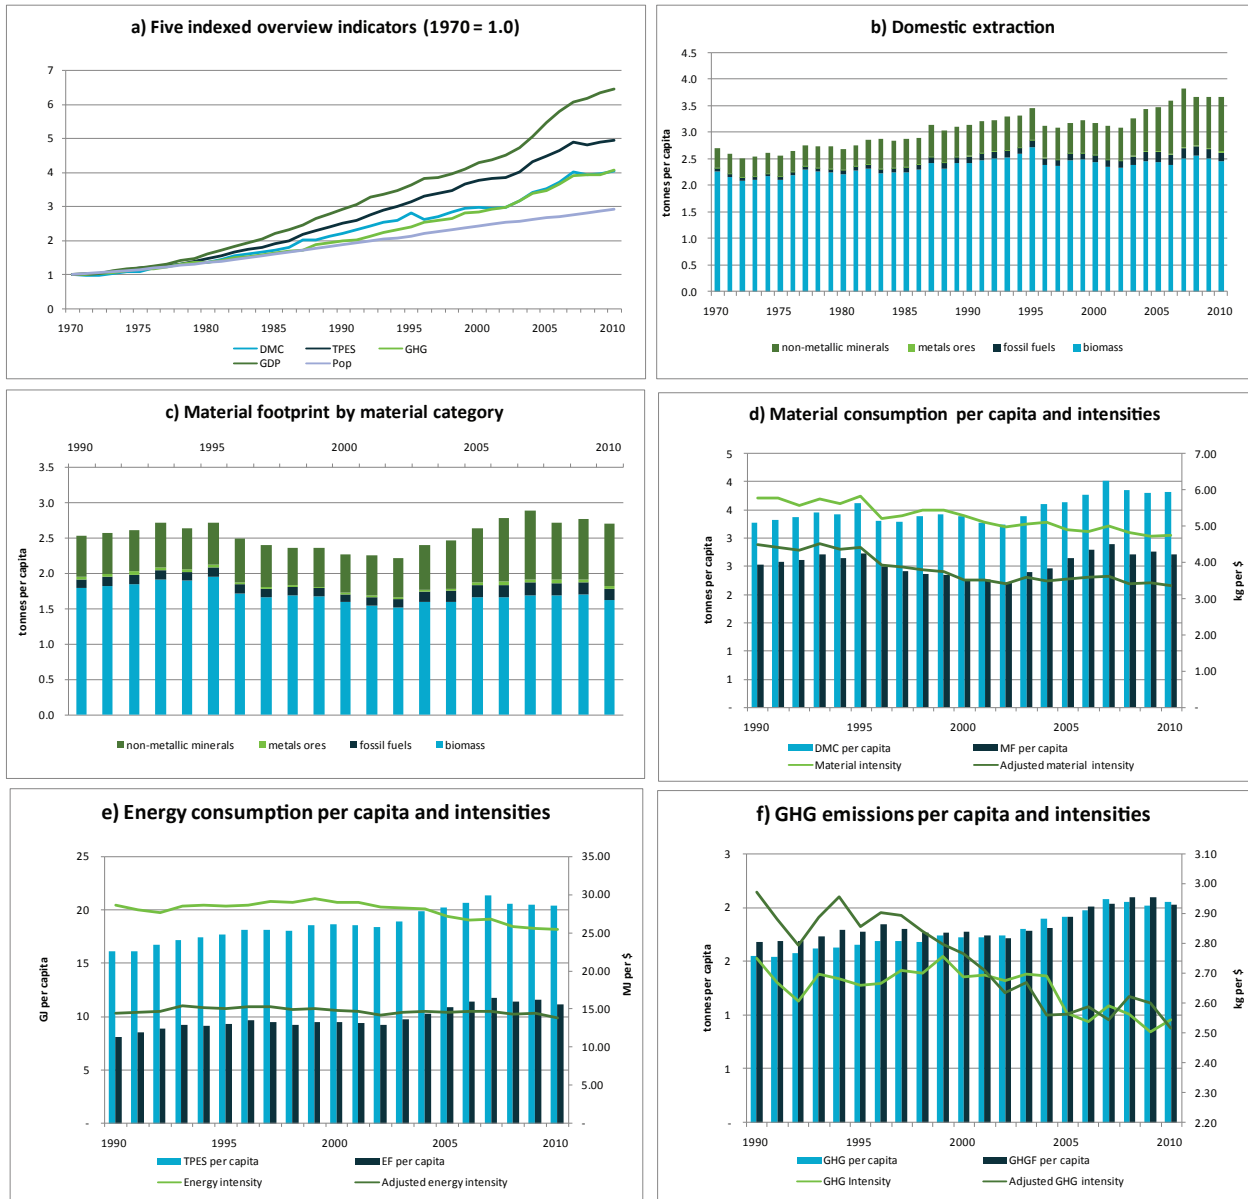 a) Five indexed overview indicators (1970 = 1.0)
7
6
5
4
3
2
1
0
1970 1975 1980 1985 1990 1995 2000 2005 2010
DMC TPES GHG
GDP Pop
b) Domestic extraction
tonnes per capita
4.5
4.0
3.5
3.0
2.5
2.0
1.5
1.0
0.5
0.0
1970 1975 1980 1985 1990 1995 2000 2005 2010
non-metallic minerals metals ores fossil fuels biomass
c) Material footprint by material category
1990 1995 2000 2005 2010
tonnes per capita
3.5
3.0
2.5
2.0
1.5
1.0
0.5
0.0
non-metallic minerals metals ores fossil fuels biomass
d) Material consumption per capita and intensities
tonnes per capita
5
4
4
3
3
2
2
1
1
-
7.00
6.00
5.00
4.00
3.00
2.00
1.00
-
kg per $
1990 1995 2000 2005 2010
DMC per capita MF per capita
Material intensity Adjusted material intensity
e) Energy consumption per capita and intensities
GJ per capita
25
20
15
10
5
-
35.00
30.00
25.00
20.00
15.00
10.00
5.00
-
MJ per $
1990 1995 2000 2005 2010
TPES per capita EF per capita
Energy intensity Adjusted energy intensity
f) GHG emissions per capita and intensities
tonnes per capita
3
2
2
1
1
-
3.10
3.00
2.90
2.80
2.70
2.60
2.50
2.40
2.30
2.20
kg per $
1990 1995 2000 2005 2010
GHG per capita GHGF per capita
GHG Intensity Adjusted GHG intensity